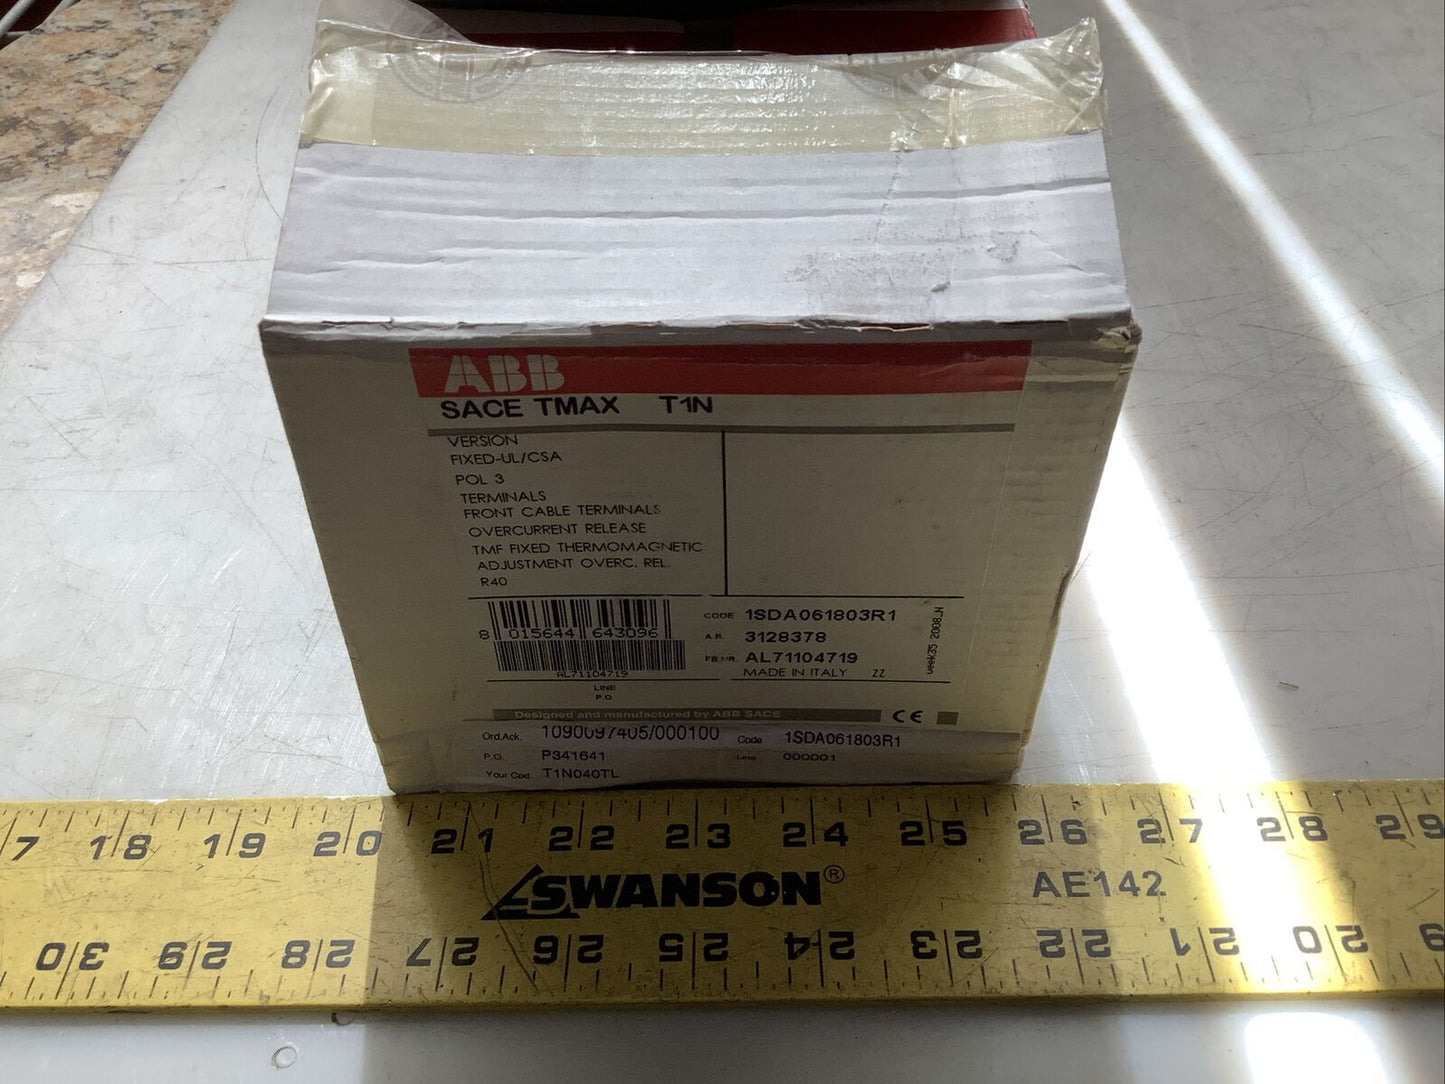 ABB
SACE TMAX T1N
VERSION
FIXED-UL/CSA
POL 3
TERMINALS
FRONT CABLE TERMINALS
OVERCURRENT RELEASE
TMF FIXED THERMOMAGNETIC
ADJUSTMENT OVERC. REL.
R40
8 015644 643096
AL71104719
CODE 1SDA061803R1
A.R. 3128378
FB.NR. AL71104719
MADE IN ITALY ZZ
week35 2008_N
LINE
P.O
Designed and manufactured by ABB SACE CE
Ord.Ack. 1090097405/000100 Code 1SDA061803R1
P.O. P341641 Line 000001
Your Cod. T1N040TL
7 18 19 20 21 22 23 24 25 26 27 28 29
SWANSON® AE142
30 29 28 27 26 25 24 23 22 21 20 9